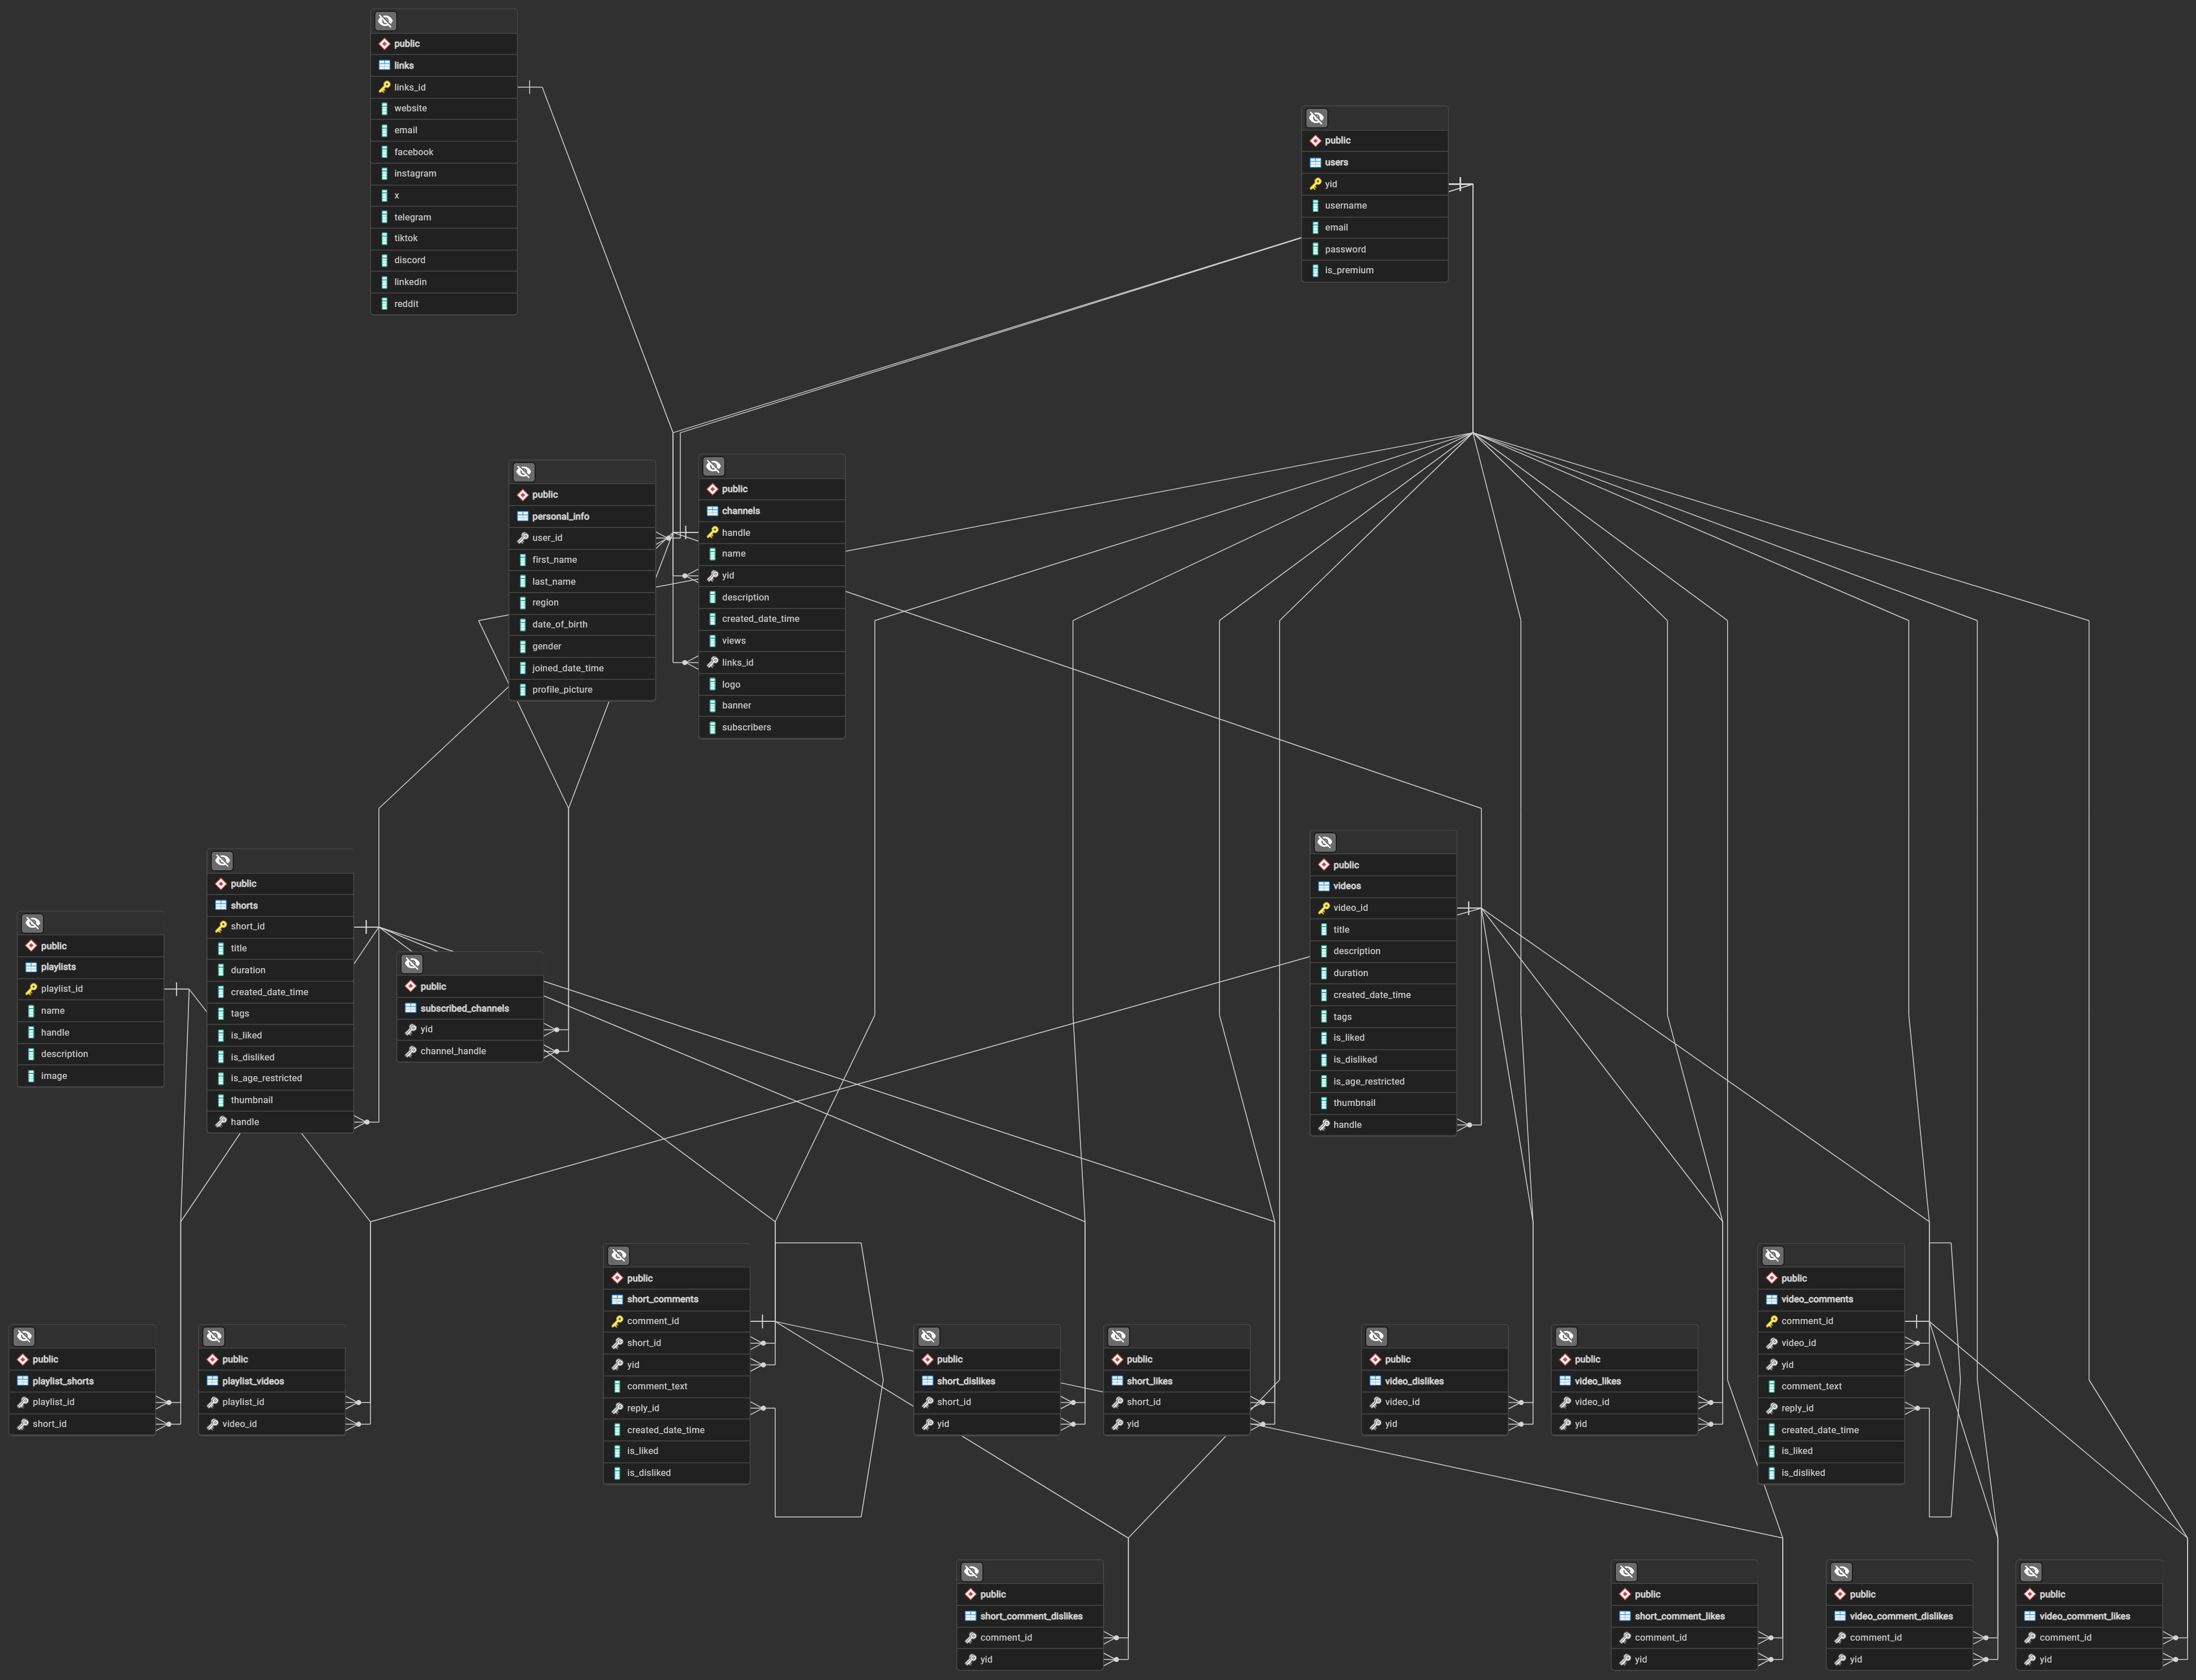 public
links
links_id
website
email
facebook
instagram
x
telegram
tiktok
discord
linkedin
reddit
public
users
yid
username
email
password
is_premium
public
personal_info
user_id
first_name
last_name
region
date_of_birth
gender
joined_date_time
profile_picture
public
channels
handle
name
yid
description
created_date_time
views
links_id
logo
banner
subscribers
public
playlists
playlist_id
name
handle
description
image
public
shorts
short_id
title
duration
created_date_time
tags
is_liked
is_disliked
is_age_restricted
thumbnail
handle
public
subscribed_channels
yid
channel_handle
public
videos
video_id
title
description
duration
created_date_time
tags
is_liked
is_disliked
is_age_restricted
thumbnail
handle
public
playlist_shorts
playlist_id
short_id
public
playlist_videos
playlist_id
video_id
public
short_comments
comment_id
short_id
yid
comment_text
reply_id
created_date_time
is_liked
is_disliked
public
short_dislikes
short_id
yid
public
short_likes
short_id
yid
public
video_dislikes
video_id
yid
public
video_likes
video_id
yid
public
video_comments
comment_id
video_id
yid
comment_text
reply_id
created_date_time
is_liked
is_disliked
public
short_comment_dislikes
comment_id
yid
public
short_comment_likes
comment_id
yid
public
video_comment_dislikes
comment_id
yid
public
video_comment_likes
comment_id
yid